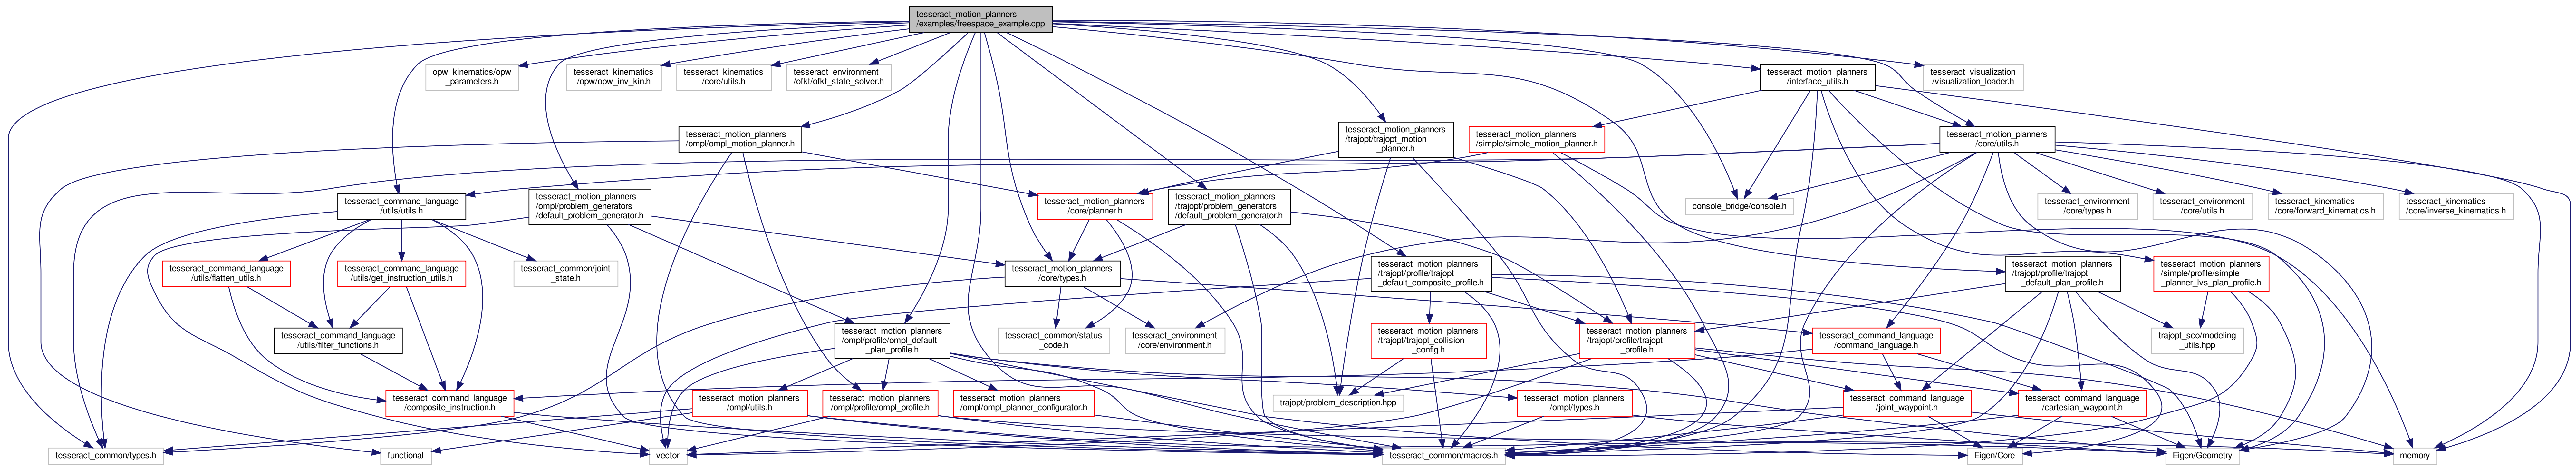 tesseract_motion_planners
/examples/freespace_example.cpp
opw_kinematics/opw
_parameters.h
tesseract_kinematics
/opw/opw_inv_kin.h
tesseract_kinematics
/core/utils.h
tesseract_environment
/ofkt/ofkt_state_solver.h
tesseract_motion_planners
/interface_utils.h
tesseract_visualization
/visualization_loader.h
tesseract_motion_planners
/ompl/ompl_motion_planner.h
tesseract_motion_planners
/trajopt/trajopt_motion
_planner.h
tesseract_motion_planners
/simple/simple_motion_planner.h
tesseract_motion_planners
/core/utils.h
tesseract_command_language
/utils/utils.h
tesseract_motion_planners
/ompl/problem_generators
/default_problem_generator.h
tesseract_motion_planners
/core/planner.h
tesseract_motion_planners
/trajopt/problem_generators
/default_problem_generator.h
console_bridge/console.h
tesseract_environment
/core/types.h
tesseract_environment
/core/utils.h
tesseract_kinematics
/core/forward_kinematics.h
tesseract_kinematics
/core/inverse_kinematics.h
tesseract_command_language
/utils/flatten_utils.h
tesseract_command_language
/utils/get_instruction_utils.h
tesseract_common/joint
_state.h
tesseract_motion_planners
/core/types.h
tesseract_motion_planners
/trajopt/profile/trajopt
_default_composite_profile.h
tesseract_motion_planners
/trajopt/profile/trajopt
_default_plan_profile.h
tesseract_motion_planners
/simple/profile/simple
_planner_lvs_plan_profile.h
tesseract_command_language
/utils/filter_functions.h
tesseract_motion_planners
/ompl/profile/ompl_default
_plan_profile.h
tesseract_common/status
_code.h
tesseract_environment
/core/environment.h
tesseract_motion_planners
/trajopt/trajopt_collision
_config.h
tesseract_motion_planners
/trajopt/profile/trajopt
_profile.h
tesseract_command_language
/command_language.h
trajopt_sco/modeling
_utils.hpp
tesseract_command_language
/composite_instruction.h
tesseract_motion_planners
/ompl/utils.h
tesseract_motion_planners
/ompl/profile/ompl_profile.h
tesseract_motion_planners
/ompl/ompl_planner_configurator.h
trajopt/problem_description.hpp
tesseract_motion_planners
/ompl/types.h
tesseract_command_language
/joint_waypoint.h
tesseract_command_language
/cartesian_waypoint.h
tesseract_common/types.h
functional
vector
tesseract_common/macros.h
Eigen/Core
Eigen/Geometry
memory